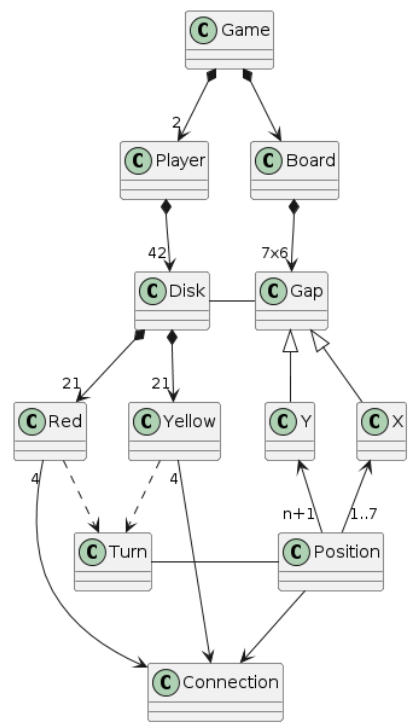 C Game
2
C Player
C Board
42
7x6
C Disk
C Gap
21
21
C Red
C Yellow
C Y
C X
4
4
n+1
1..7
C Turn
C Position
C Connection